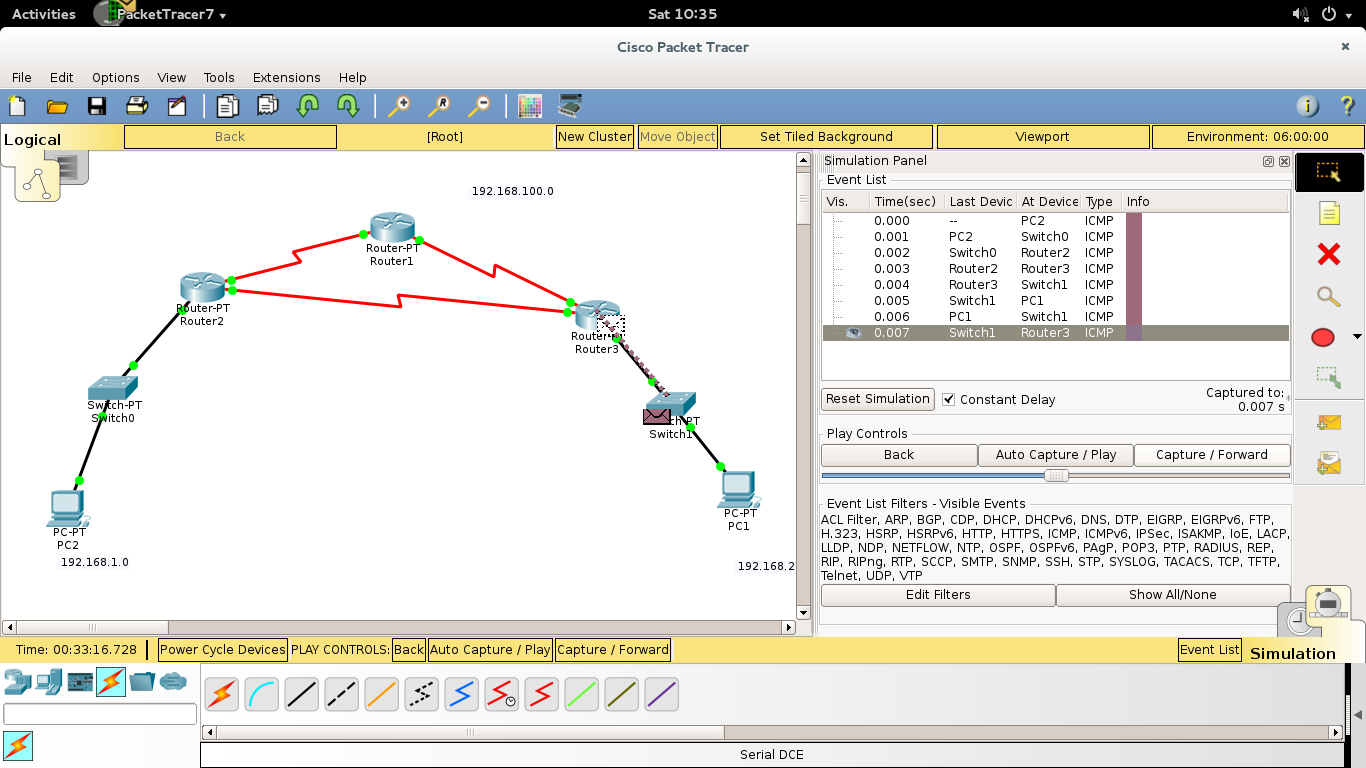 Activities PacketTracer7 Sat 10:35
Cisco Packet Tracer
File Edit Options View Tools Extensions Help
Logical Back [Root] New Cluster Move Object Set Tiled Background Viewport Environment: 06:00:00
192.168.100.0
Router-PT
Router1
Router-PT
Router2
Router3
Switch-PT
Switch0
Switch1
PC-PT
PC2
192.168.1.0
PC-PT
PC1
192.168.2
Simulation Panel
Event List
Vis. Time(sec) Last Devic At Device Type Info
0.000 -- PC2 ICMP
0.001 PC2 Switch0 ICMP
0.002 Switch0 Router2 ICMP
0.003 Router2 Router3 ICMP
0.004 Router3 Switch1 ICMP
0.005 Switch1 PC1 ICMP
0.006 PC1 Switch1 ICMP
0.007 Switch1 Router3 ICMP
Reset Simulation Constant Delay Captured to: *
0.007 s
Play Controls
Back Auto Capture / Play Capture / Forward
Event List Filters - Visible Events
ACL Filter, ARP, BGP, CDP, DHCP, DHCPv6, DNS, DTP, EIGRP, EIGRPv6, FTP,
H.323, HSRP, HSRPv6, HTTP, HTTPS, ICMP, ICMPv6, IPSec, ISAKMP, IoE, LACP,
LLDP, NDP, NETFLOW, NTP, OSPF, OSPFv6, PAgP, POP3, PTP, RADIUS, REP,
RIP, RIPng, RTP, SCCP, SMTP, SNMP, SSH, STP, SYSLOG, TACACS, TCP, TFTP,
Telnet, UDP, VTP
Edit Filters Show All/None
Time: 00:33:16.728 Power Cycle Devices PLAY CONTROLS: Back Auto Capture / Play Capture / Forward Event List Simulation
Serial DCE